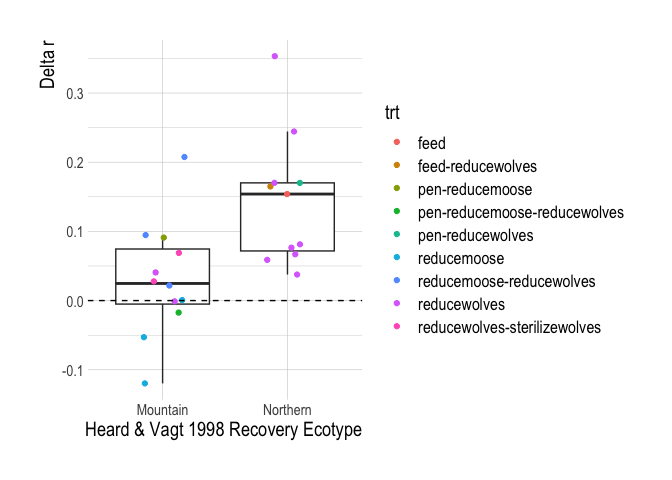 Delta r
0.3
0.2
0.1
0.0
-0.1
Mountain
Northern
Heard & Vagt 1998 Recovery Ecotype
trt
feed
feed-reducewolves
pen-reducemoose
pen-reducemoose-reducewolves
pen-reducewolves
reducemoose
reducemoose-reducewolves
reducewolves
reducewolves-sterilizewolves